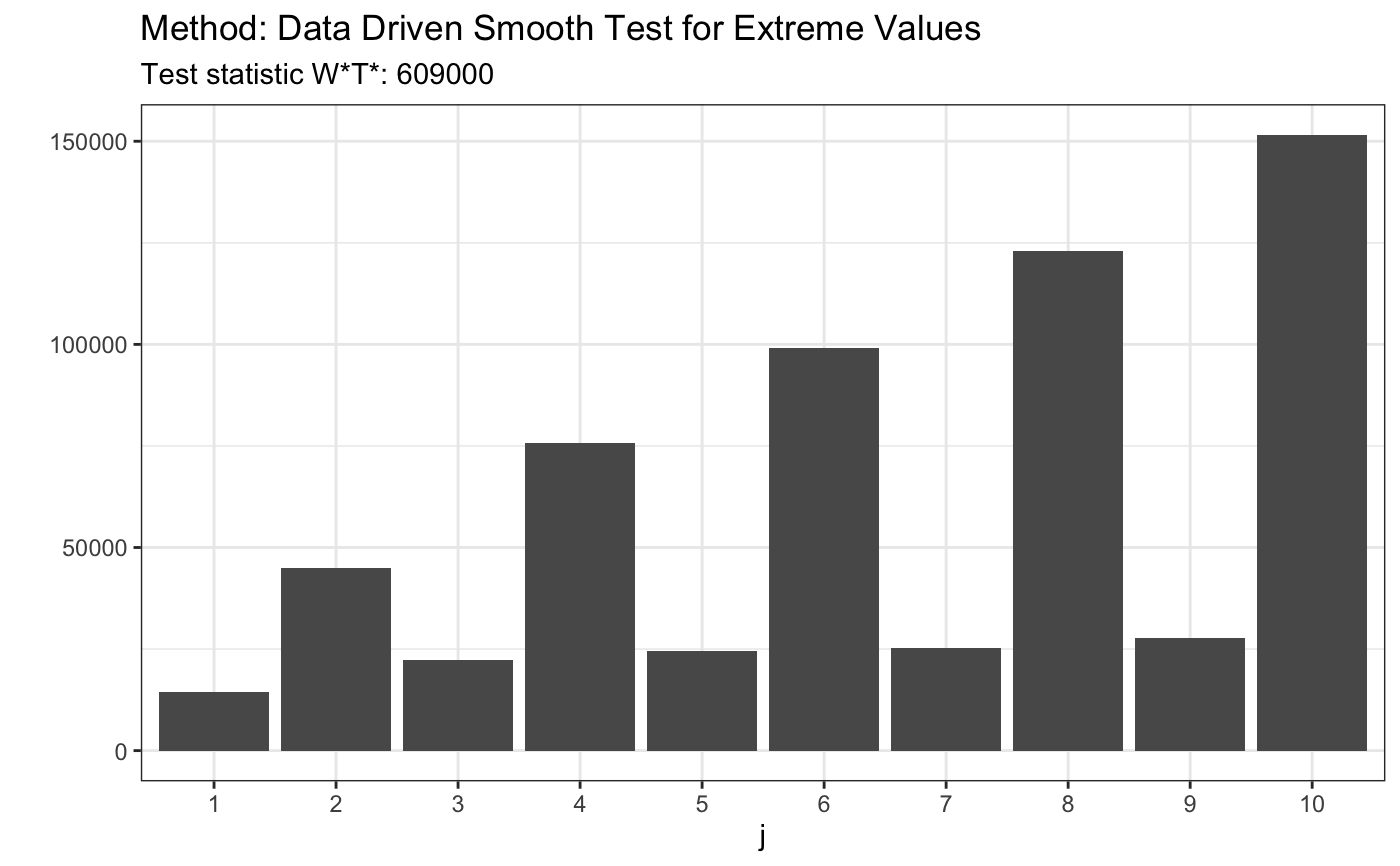 Method: Data Driven Smooth Test for Extreme Values
Test statistic W*T*: 609000
150000
100000
50000
0
1 2 3 4 5 6 7 8 9 10
j